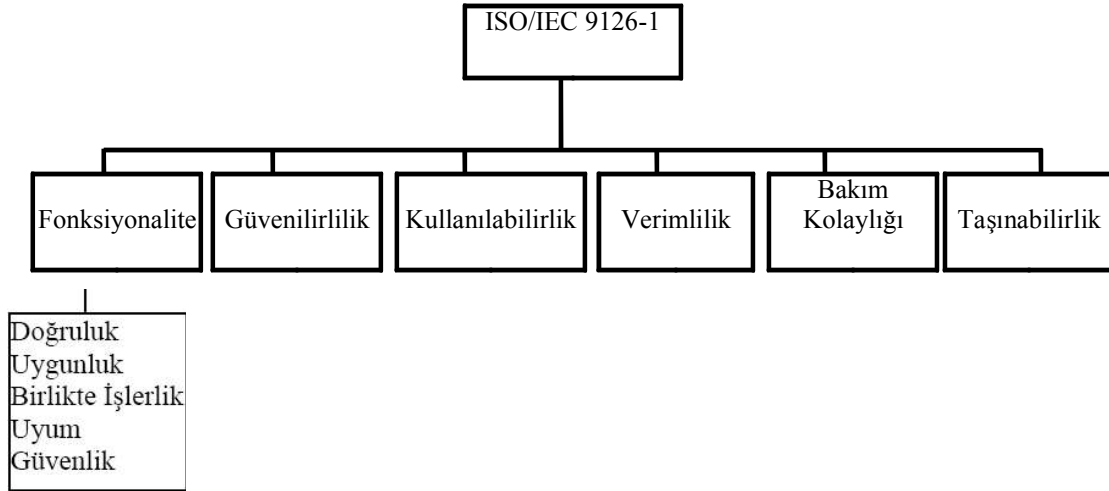 ISO/IEC 9126-1
Fonksiyonalite
Güvenilirlilik
Kullanılabilirlik
Verimlilik
Bakım
Kolaylığı
Taşınabilirlik
Doğruluk
Uygunluk
Birlikte İşlerlik
Uyum
Güvenlik